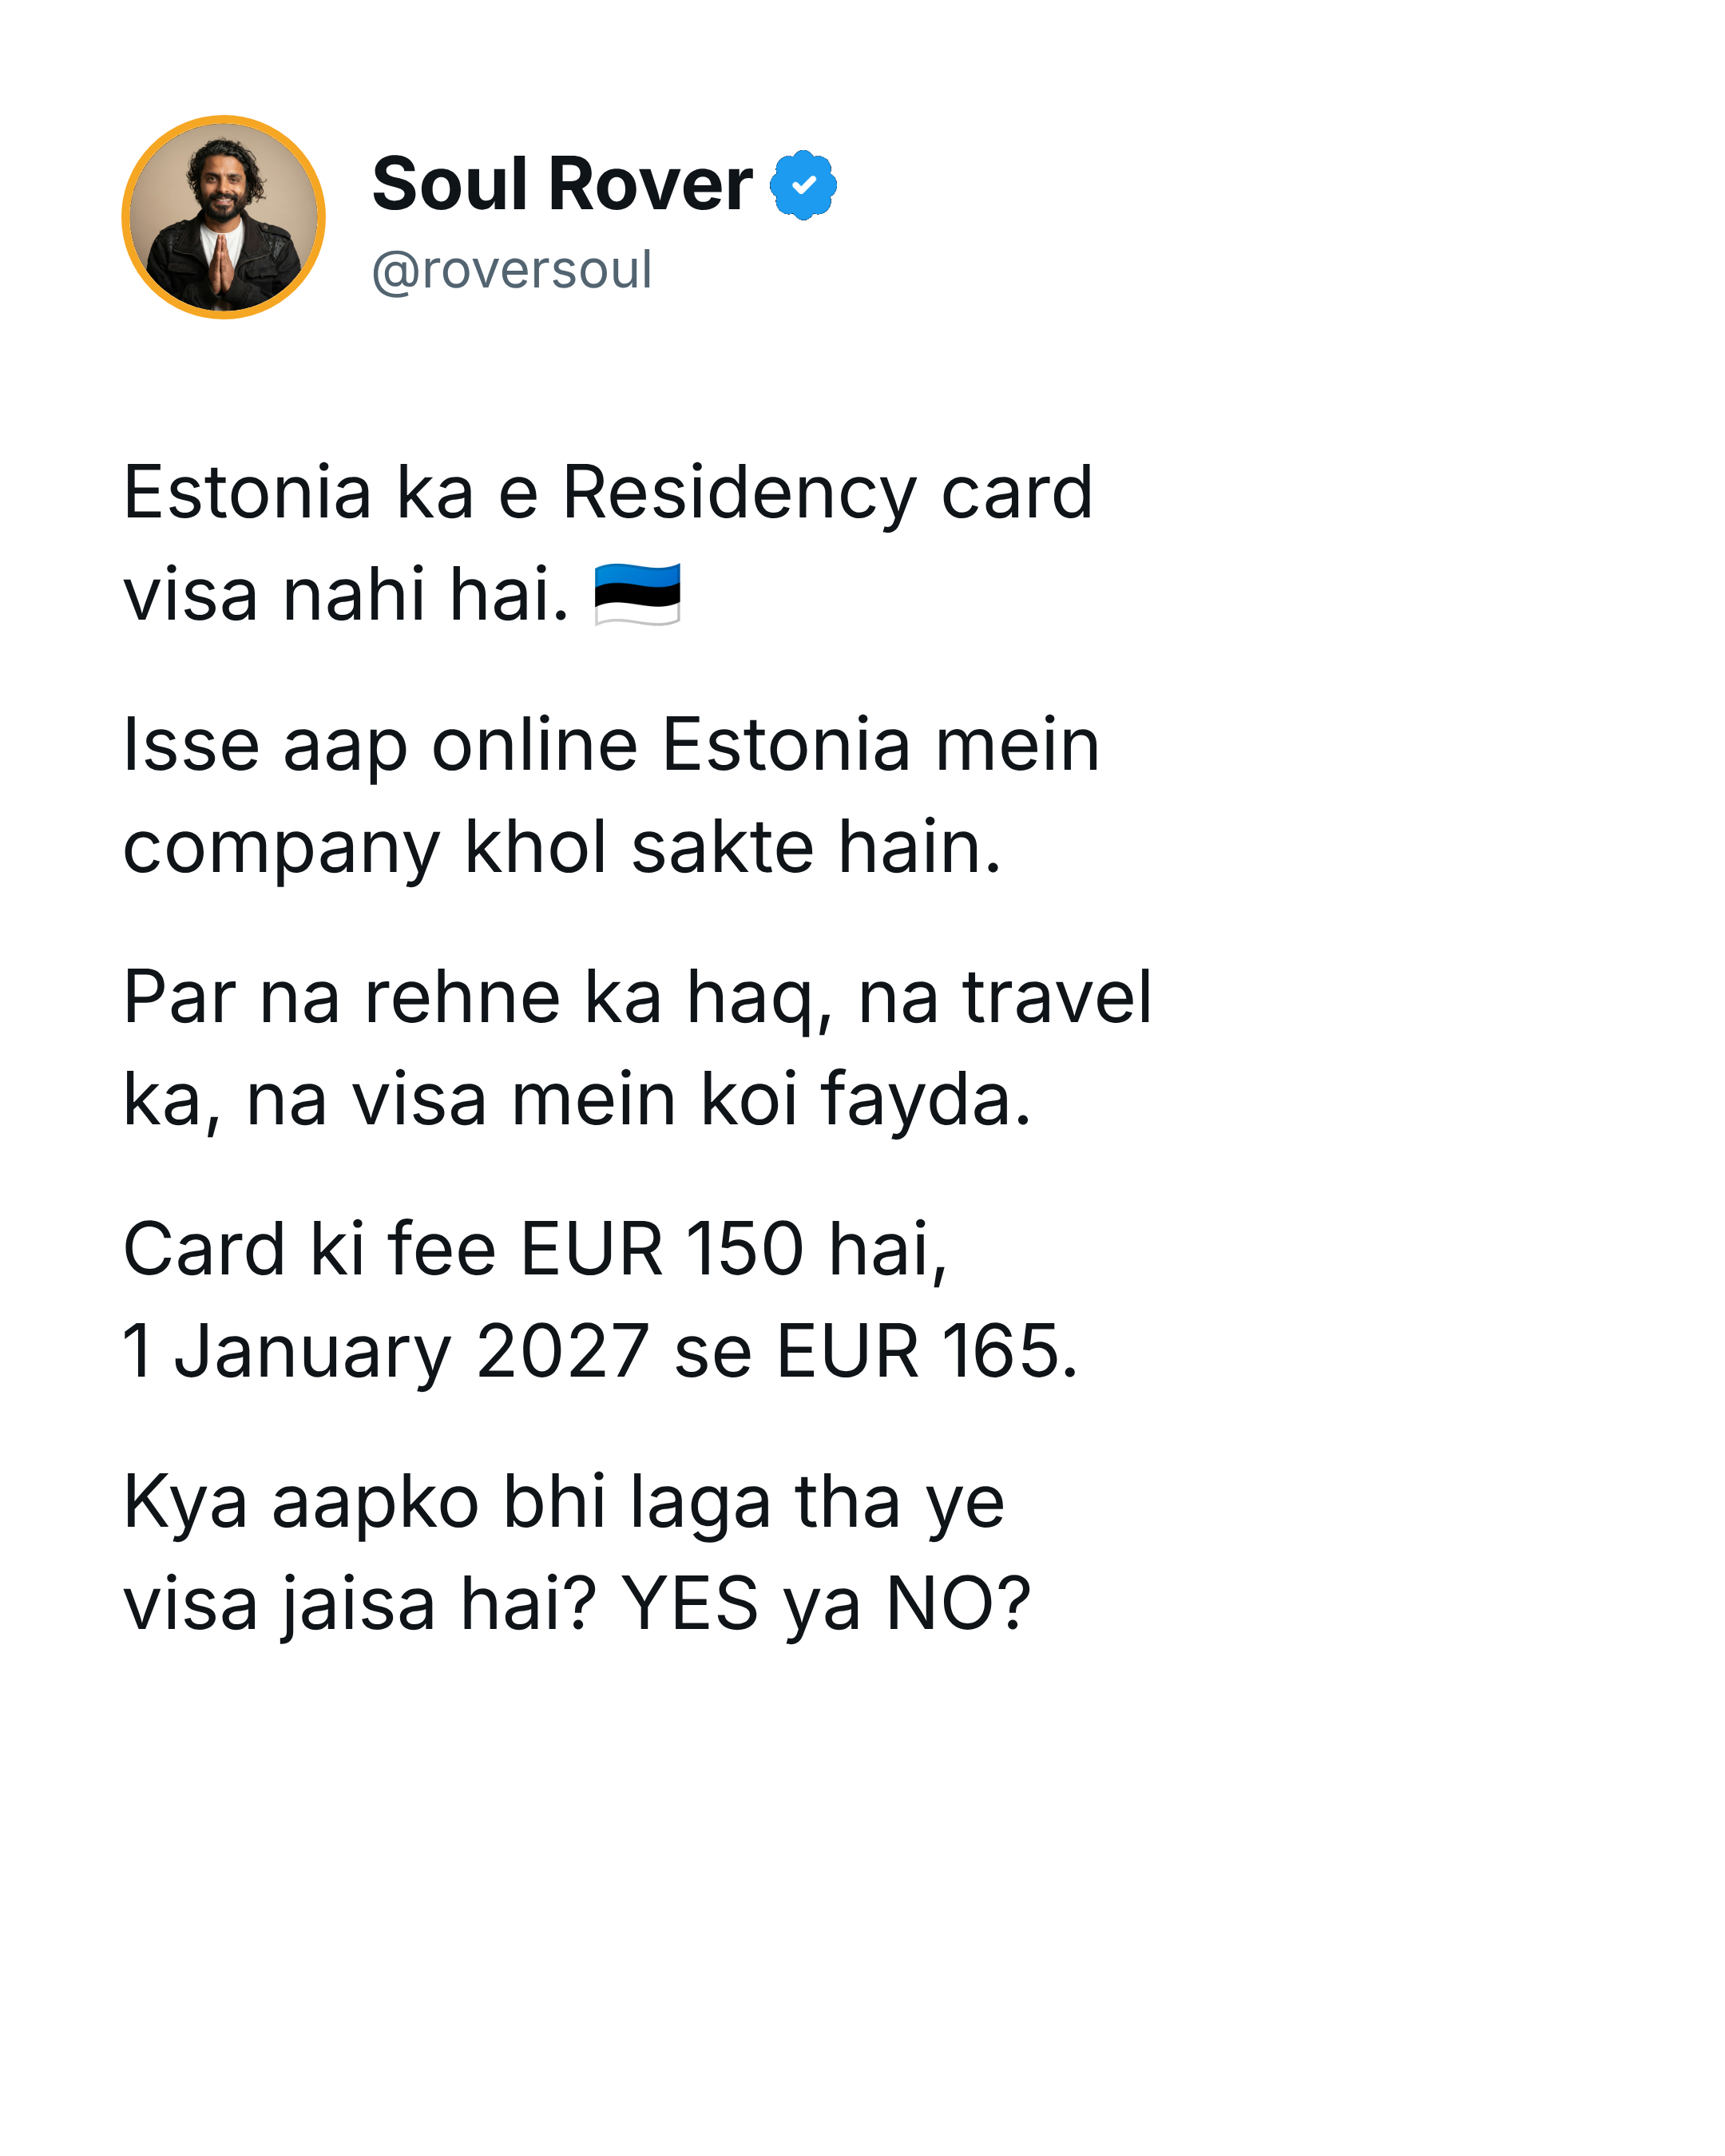 Soul Rover
@roversoul
Estonia ka e Residency card
visa nahi hai. 🇪🇪
Isse aap online Estonia mein
company khol sakte hain.
Par na rehne ka haq, na travel
ka, na visa mein koi fayda.
Card ki fee EUR 150 hai,
1 January 2027 se EUR 165.
Kya aapko bhi laga tha ye
visa jaisa hai? YES ya NO?